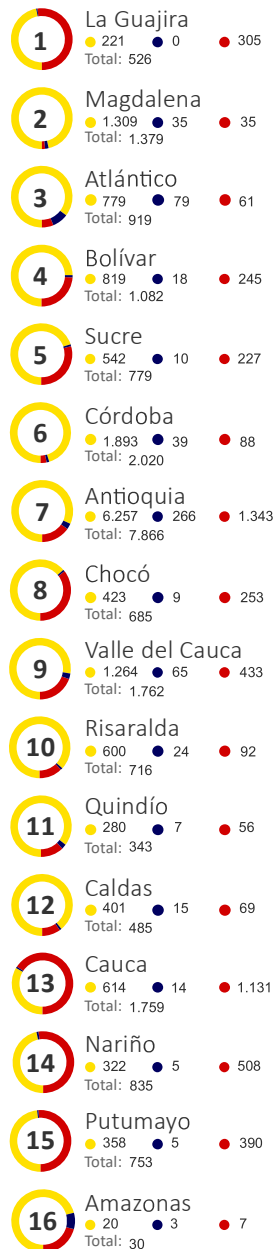 1
La Guajira
221 0 305
Total: 526
2
Magdalena
1.309 35 35
Total: 1.379
3
Atlántico
779 79 61
Total: 919
4
Bolívar
819 18 245
Total: 1.082
5
Sucre
542 10 227
Total: 779
6
Córdoba
1.893 39 88
Total: 2.020
7
Antioquia
6.257 266 1.343
Total: 7.866
8
Chocó
423 9 253
Total: 685
9
Valle del Cauca
1.264 65 433
Total: 1.762
10
Risaralda
600 24 92
Total: 716
11
Quindío
280 7 56
Total: 343
12
Caldas
401 15 69
Total: 485
13
Cauca
614 14 1.131
Total: 1.759
14
Nariño
322 5 508
Total: 835
15
Putumayo
358 5 390
Total: 753
16
Amazonas
20 3 7
Total: 30